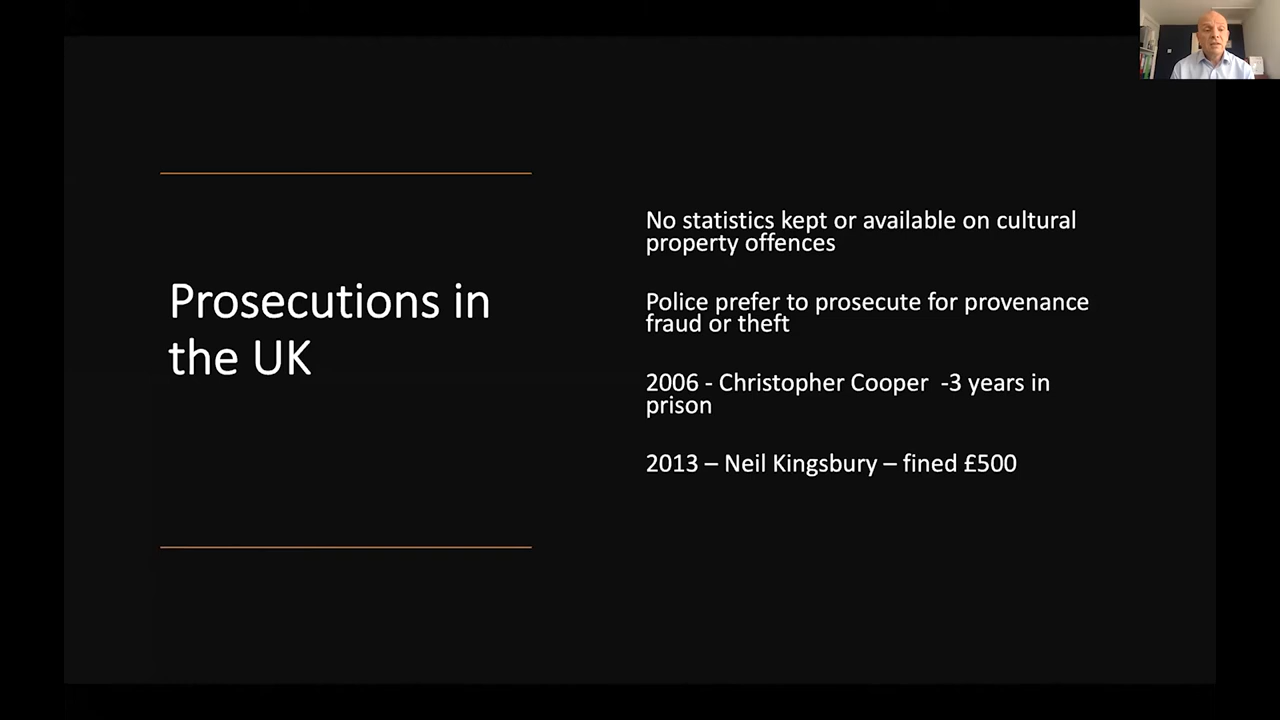 Prosecutions in
the UK
No statistics kept or available on cultural
property offences
Police prefer to prosecute for provenance
fraud or theft
2006 - Christopher Cooper  -3 years in
prison
2013 – Neil Kingsbury – fined £500